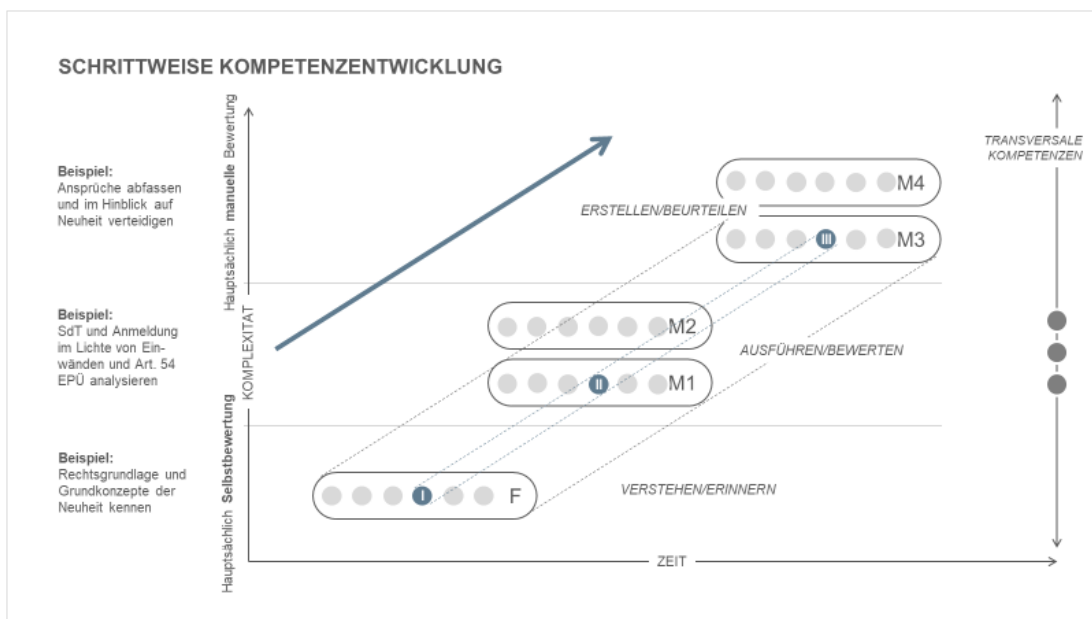 SCHRITTWEISE KOMPETENZENTWICKLUNG
Hauptsächlich manuelle Bewertung
Beispiel:
Ansprüche abfassen
und im Hinblick auf
Neuheit verteidigen
TRANSVERSALE
KOMPETENZEN
M4
ERSTELLEN/BEURTEILEN
III
M3
Beispiel:
SdT und Anmeldung
im Lichte von Ein-
wänden und Art. 54
EPÜ analysieren
KOMPLEXITÄT
M2
AUSFÜHREN/BEWERTEN
II
M1
Hauptsächlich Selbstbewertung
Beispiel:
Rechtsgrundlage und
Grundkonzepte der
Neuheit kennen
I
F
VERSTEHEN/ERINNERN
ZEIT